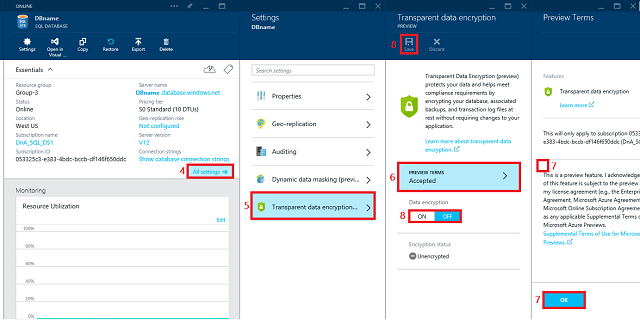 ONLINE
DBname
SQL DATABASE
Settings
Open in
Visual ...
Copy
Restore
Export
Delete
Essentials
Resource group
Group-3
Status
Online
Location
West US
Subscription name
DnA_SQL_DS1
Subscription ID
053325c3-e383-4bdc-bccb-df146f650ddc
Server name
DBname.database.windows.net
Pricing tier
S0 Standard (10 DTUs)
Geo-replication role
Not configured
Server version
V12
Connection strings
Show database connection strings
4
All settings →
Monitoring
Resource Utilization
Edit
100%
80%
60%
40%
20%
0%
Settings
DBname
Search settings
Properties
Geo-replication
Auditing
Dynamic data masking (previ...
5
Transparent data encryption...
Transparent data encryption
PREVIEW
8
Save
Discard
Transparent Data Encryption (preview)
protects your data and helps meet
compliance requirements by
encrypting your database, associated
backups, and transaction log files at
rest without requiring changes to your
application.
Learn more about transparent data
encryption.
6
PREVIEW TERMS
Accepted
Data encryption
8
ON
OFF
Encryption status
Unencrypted
Preview Terms
Features
Transparent data encryption
Learn more
This will only apply to subscription 053
e383-4bdc-bccb-df146f650ddc (DnA_S
7
This is a preview feature. I acknowledge
of this feature is subject to the preview
my license agreement (e.g., the Enterpri
Agreement, Microsoft Azure Agreement
Microsoft Online Subscription Agreeme
as any applicable Supplemental Terms o
Microsoft Azure Previews.
Supplemental Terms of Use for Microso
Previews.
7
OK